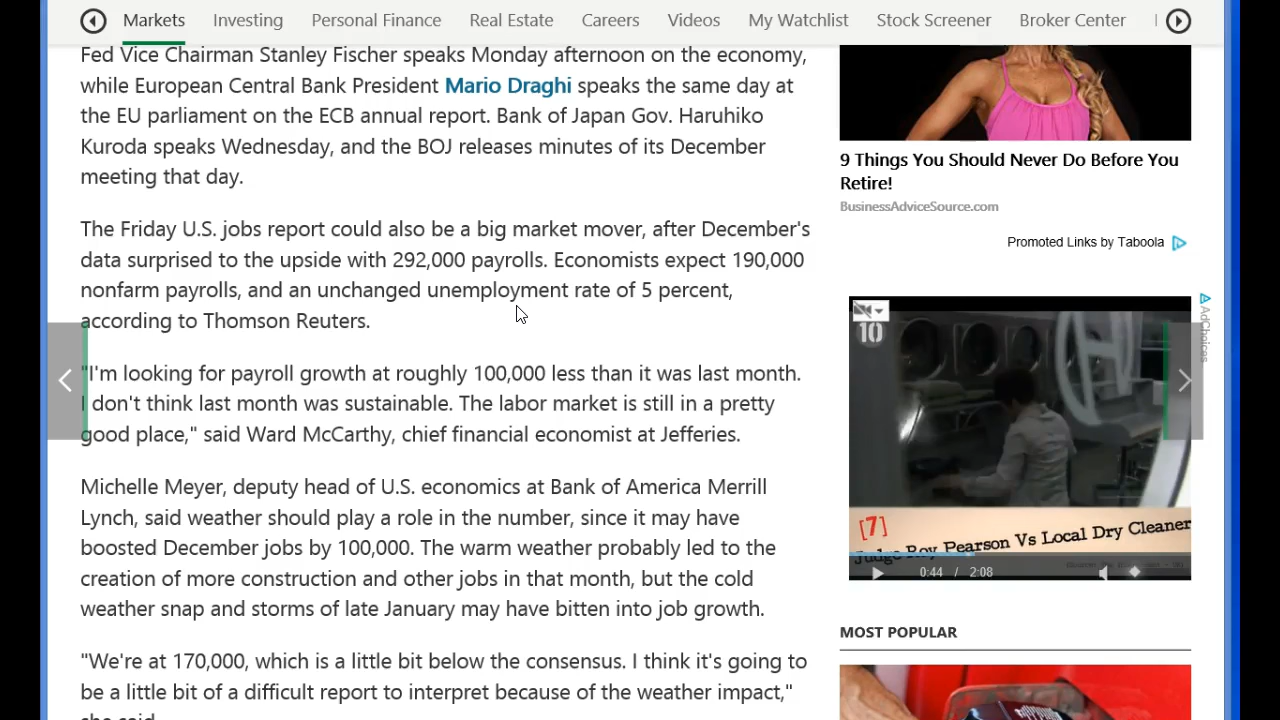 Markets Investing Personal Finance Real Estate Careers Videos My Watchlist Stock Screener Broker Center
Fed Vice Chairman Stanley Fischer speaks Monday afternoon on the economy,
while European Central Bank President Mario Draghi speaks the same day at
the EU parliament on the ECB annual report. Bank of Japan Gov. Haruhiko
Kuroda speaks Wednesday, and the BOJ releases minutes of its December
meeting that day.
The Friday U.S. jobs report could also be a big market mover, after December's
data surprised to the upside with 292,000 payrolls. Economists expect 190,000
nonfarm payrolls, and an unchanged unemployment rate of 5 percent,
according to Thomson Reuters.
"I'm looking for payroll growth at roughly 100,000 less than it was last month.
I don't think last month was sustainable. The labor market is still in a pretty
good place," said Ward McCarthy, chief financial economist at Jefferies.
Michelle Meyer, deputy head of U.S. economics at Bank of America Merrill
Lynch, said weather should play a role in the number, since it may have
boosted December jobs by 100,000. The warm weather probably led to the
creation of more construction and other jobs in that month, but the cold
weather snap and storms of late January may have bitten into job growth.
"We're at 170,000, which is a little bit below the consensus. I think it's going to
be a little bit of a difficult report to interpret because of the weather impact,"
she said.
9 Things You Should Never Do Before You
Retire!
BusinessAdviceSource.com
Promoted Links by Taboola
AdChoices
10
[7]
Judge Roy Pearson Vs Local Dry Cleaner
0:44 / 2:08
MOST POPULAR